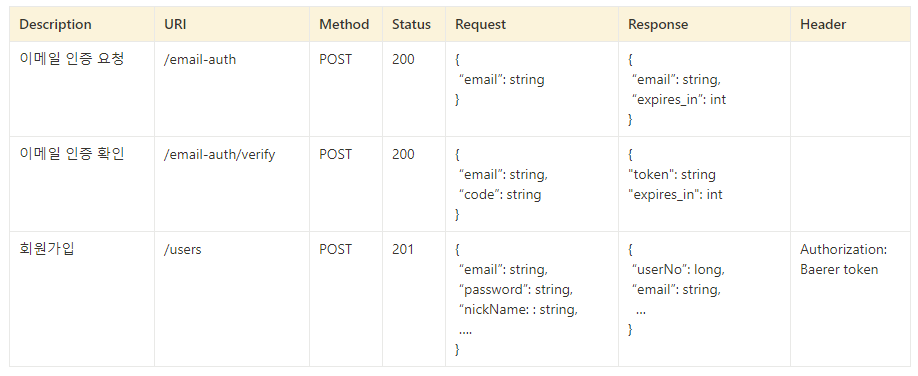 Description URI Method Status Request Response Header
이메일 인증 요청 /email-auth POST 200 { {
“email”: string “email”: string,
} “expires_in”: int
}
이메일 인증 확인 /email-auth/verify POST 200 { {
“email”: string, "token": string
“code”: string "expires_in": int
}
회원가입 /users POST 201 { { Authorization:
“email”: string, “userNo”: long, Baerer token
“password”: string, “email”: string,
“nickName: : string, ...
.... }
}